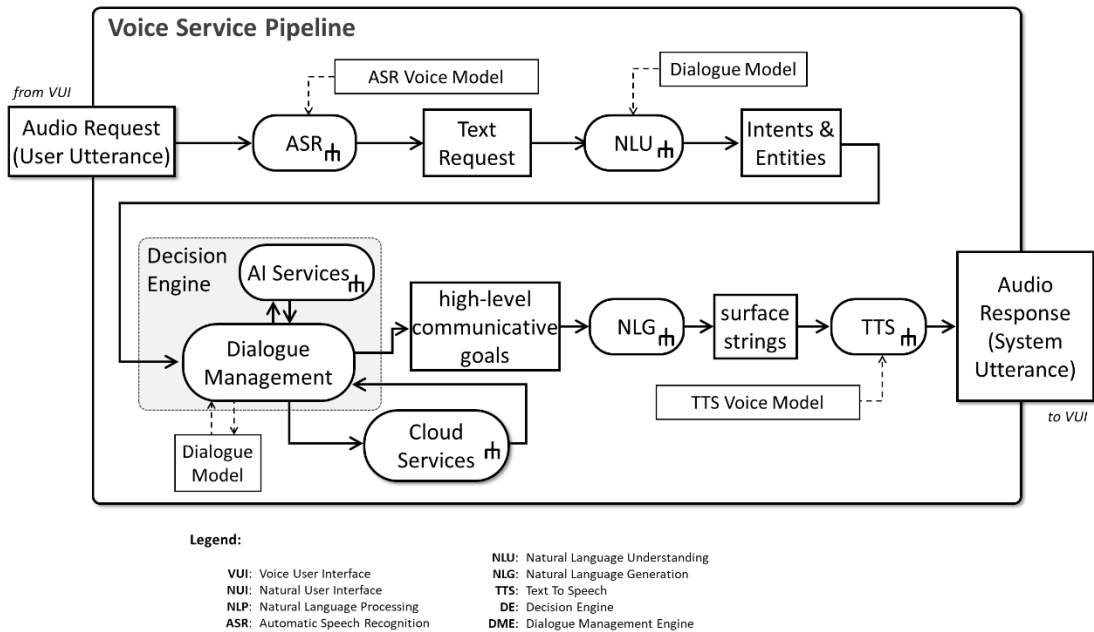 Voice Service Pipeline
from VUI
ASR Voice Model
Dialogue Model
Audio Request
(User Utterance)
ASR
Text
Request
NLU
Intents &
Entities
Decision
Engine
AI Services
Dialogue
Management
high-level
communicative
goals
NLG
surface
strings
TTS
Audio
Response
(System
Utterance)
TTS Voice Model
to VUI
Cloud
Services
Dialogue
Model
Legend:
VUI: Voice User Interface
NUI: Natural User Interface
NLP: Natural Language Processing
ASR: Automatic Speech Recognition
NLU: Natural Language Understanding
NLG: Natural Language Generation
TTS: Text To Speech
DE: Decision Engine
DME: Dialogue Management Engine